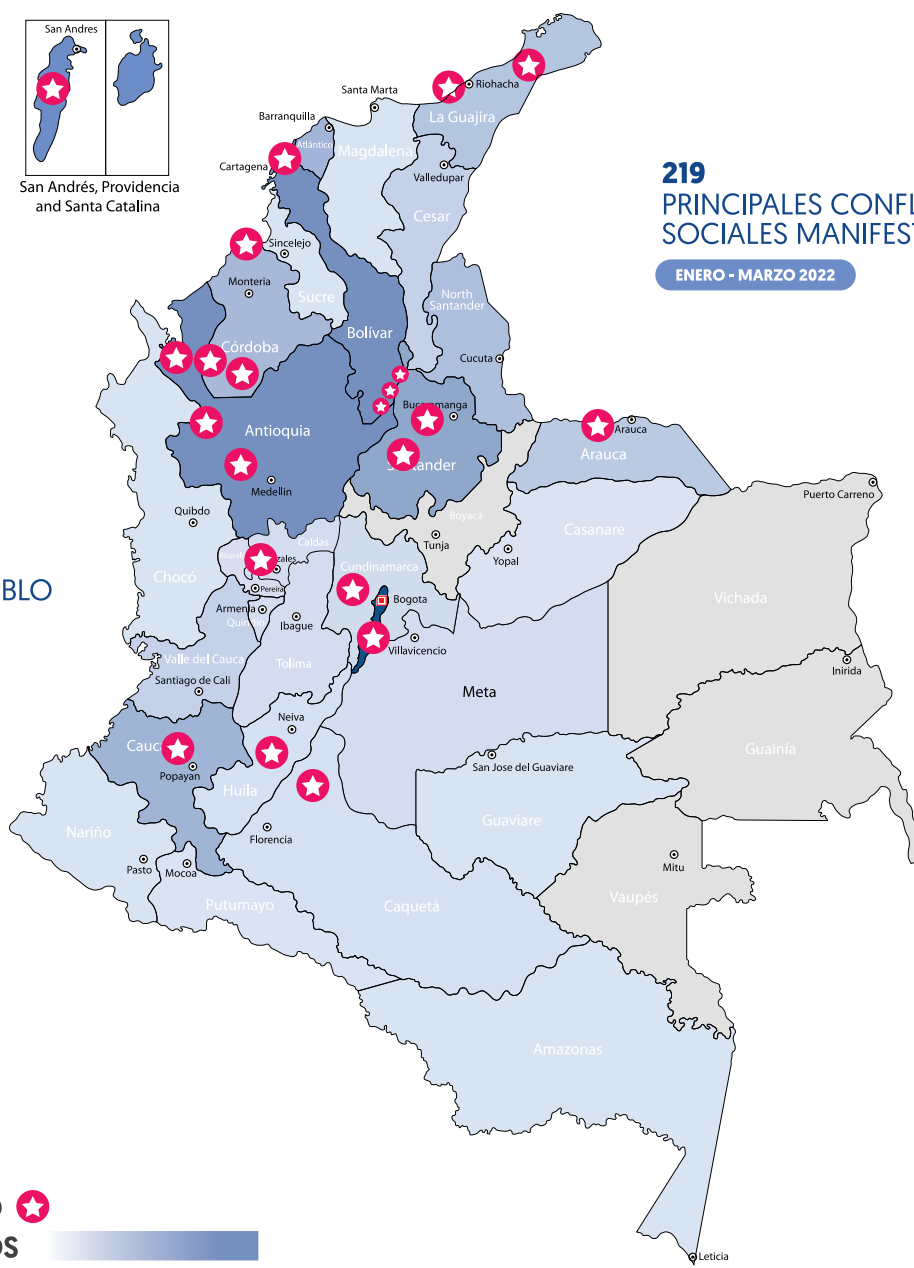 San Andres
San Andrés, Providencia
and Santa Catalina
Santa Marta
Riohacha
Barranquilla
La Guajira
Atlántico
Magdalena
Cartagena
Valledupar
Cesar
219
PRINCIPALES CONFL
SOCIALES MANIFEST
ENERO - MARZO 2022
Sincelejo
Monteria
Sucre
North
Santander
Bolívar
Córdoba
Cucuta
Bucaramanga
Antioquia
Arauca
Arauca
Santander
Medellin
Puerto Carreno
Quibdo
Boyacá
Casanare
Tunja
Yopal
Caldas
zales
Cundinamarca
Chocó
Pereira
BLO
Bogota
Vichada
Armenia
Quindio
Ibague
Villavicencio
Valle del Cauca
Tolima
Inirida
Santiago de Cali
Meta
Neiva
Cauc
Guainía
Popayan
San Jose del Guaviare
Huila
Guaviare
Nariño
Florencia
Pasto
Mocoa
Mitu
Putumayo
Caquetá
Vaupés
Amazonas
OS
Leticia